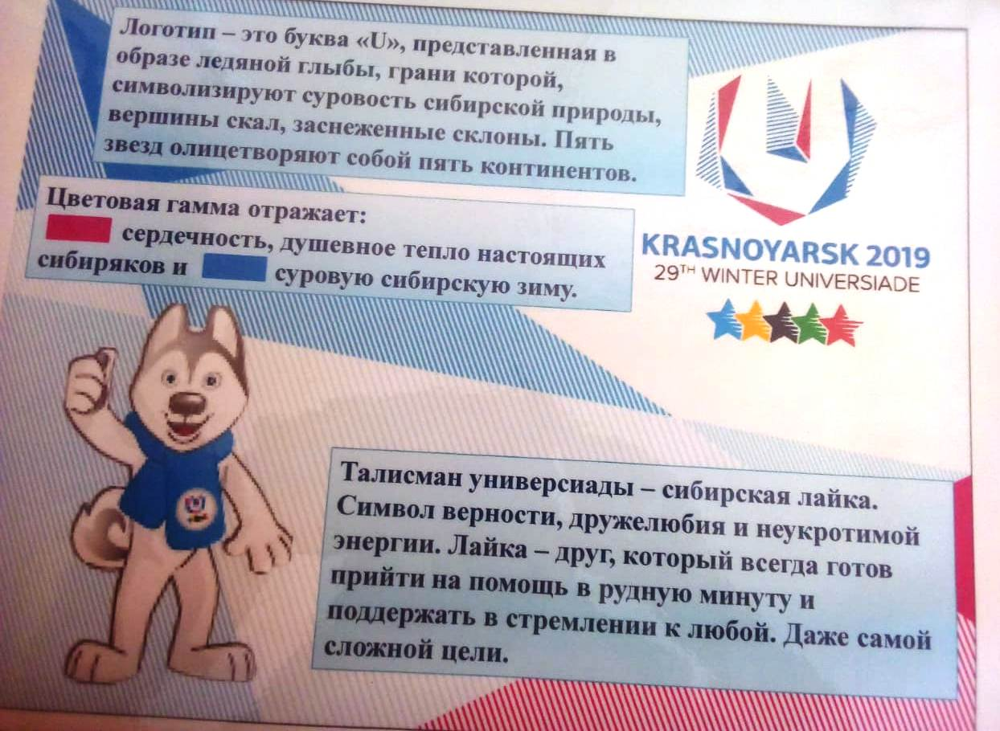 Логотип – это буква «U», представленная в
образе ледяной глыбы, грани которой,
символизируют суровость сибирской природы,
вершины скал, заснеженные склоны. Пять
звезд олицетворяют собой пять континентов.
Цветовая гамма отражает:
сердечность, душевное тепло настоящих
сибиряков и суровую сибирскую зиму.
KRASNOYARSK 2019
29TH WINTER UNIVERSIADE
Талисман универсиады – сибирская лайка.
Символ верности, дружелюбия и неукротимой
энергии. Лайка – друг, который всегда готов
прийти на помощь в рудную минуту и
поддержать в стремлении к любой. Даже самой
сложной цели.